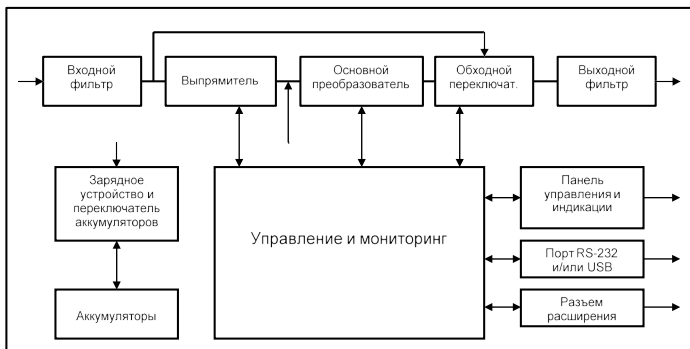 Входной
фильтр
Выпрямитель
Основной
преобразователь
Обходной
переключат.
Выходной
фильтр
Зарядное
устройство и
переключатель
аккумуляторов
Управление и мониторинг
Панель
управления и
индикации
Порт RS-232
и/или USB
Разъем
расширения
Аккумуляторы